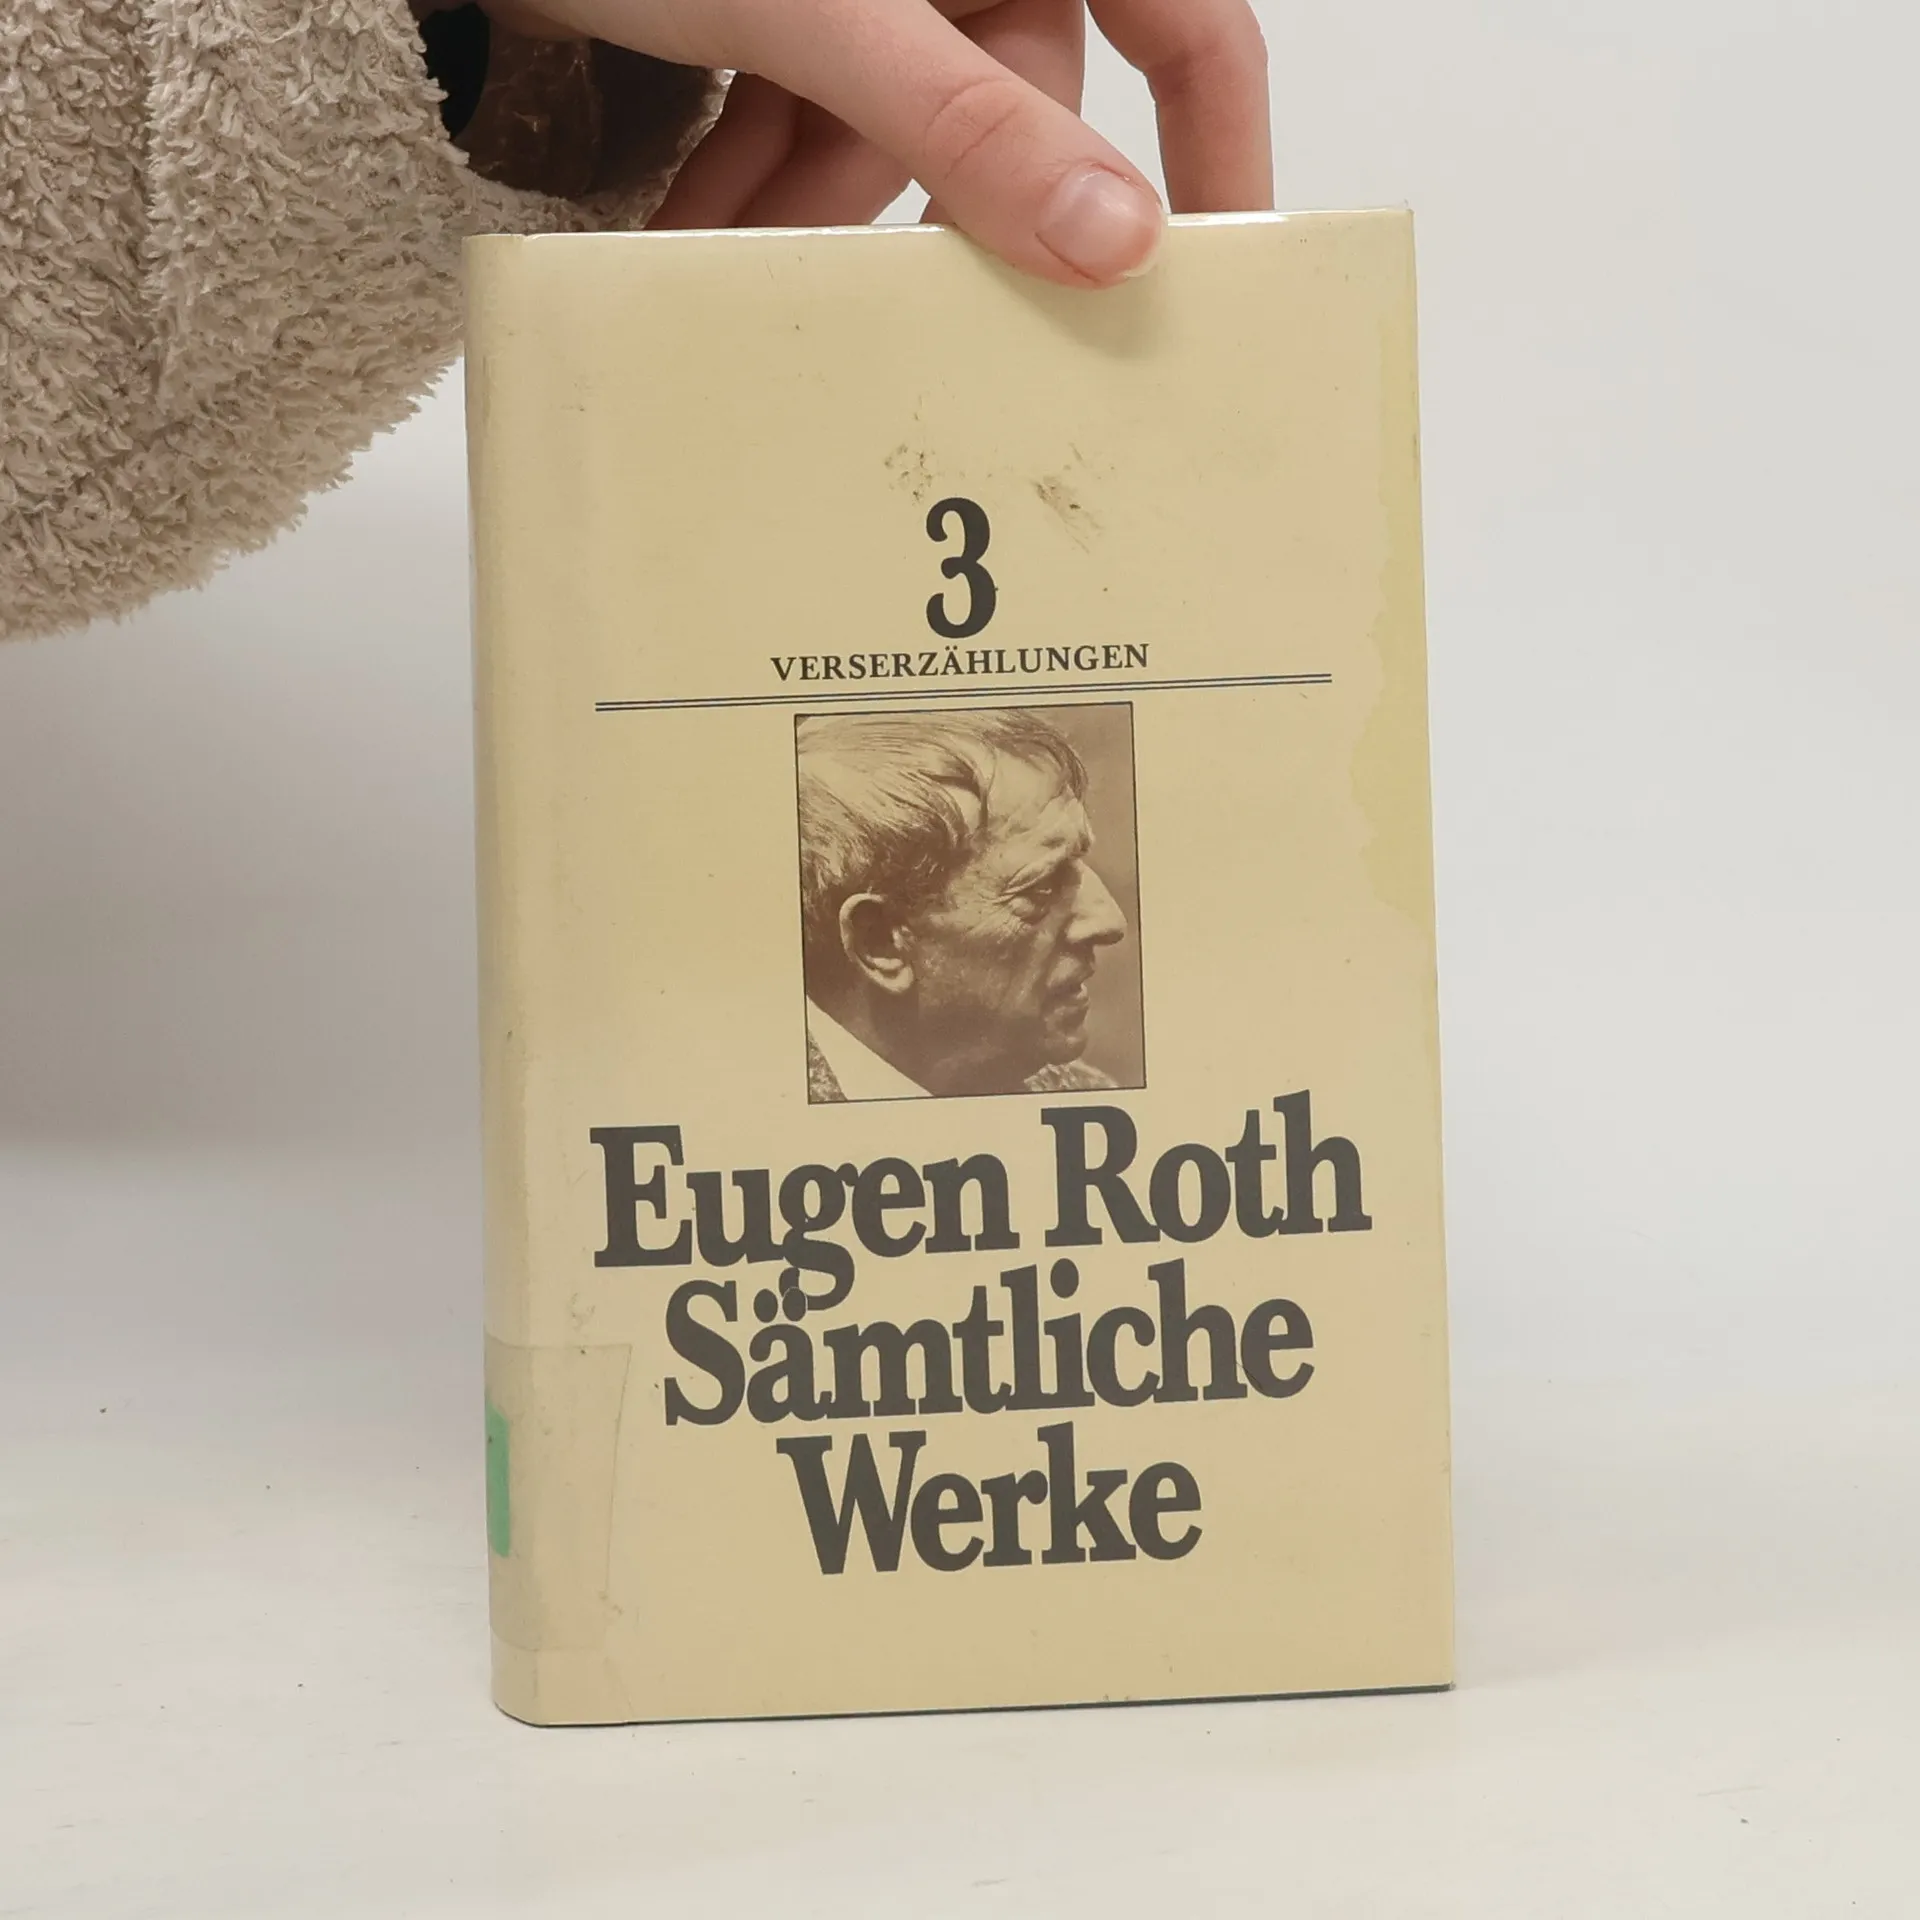 3
VERSERZÄHLUNGEN
Eugen Roth
Sämtliche
Werke